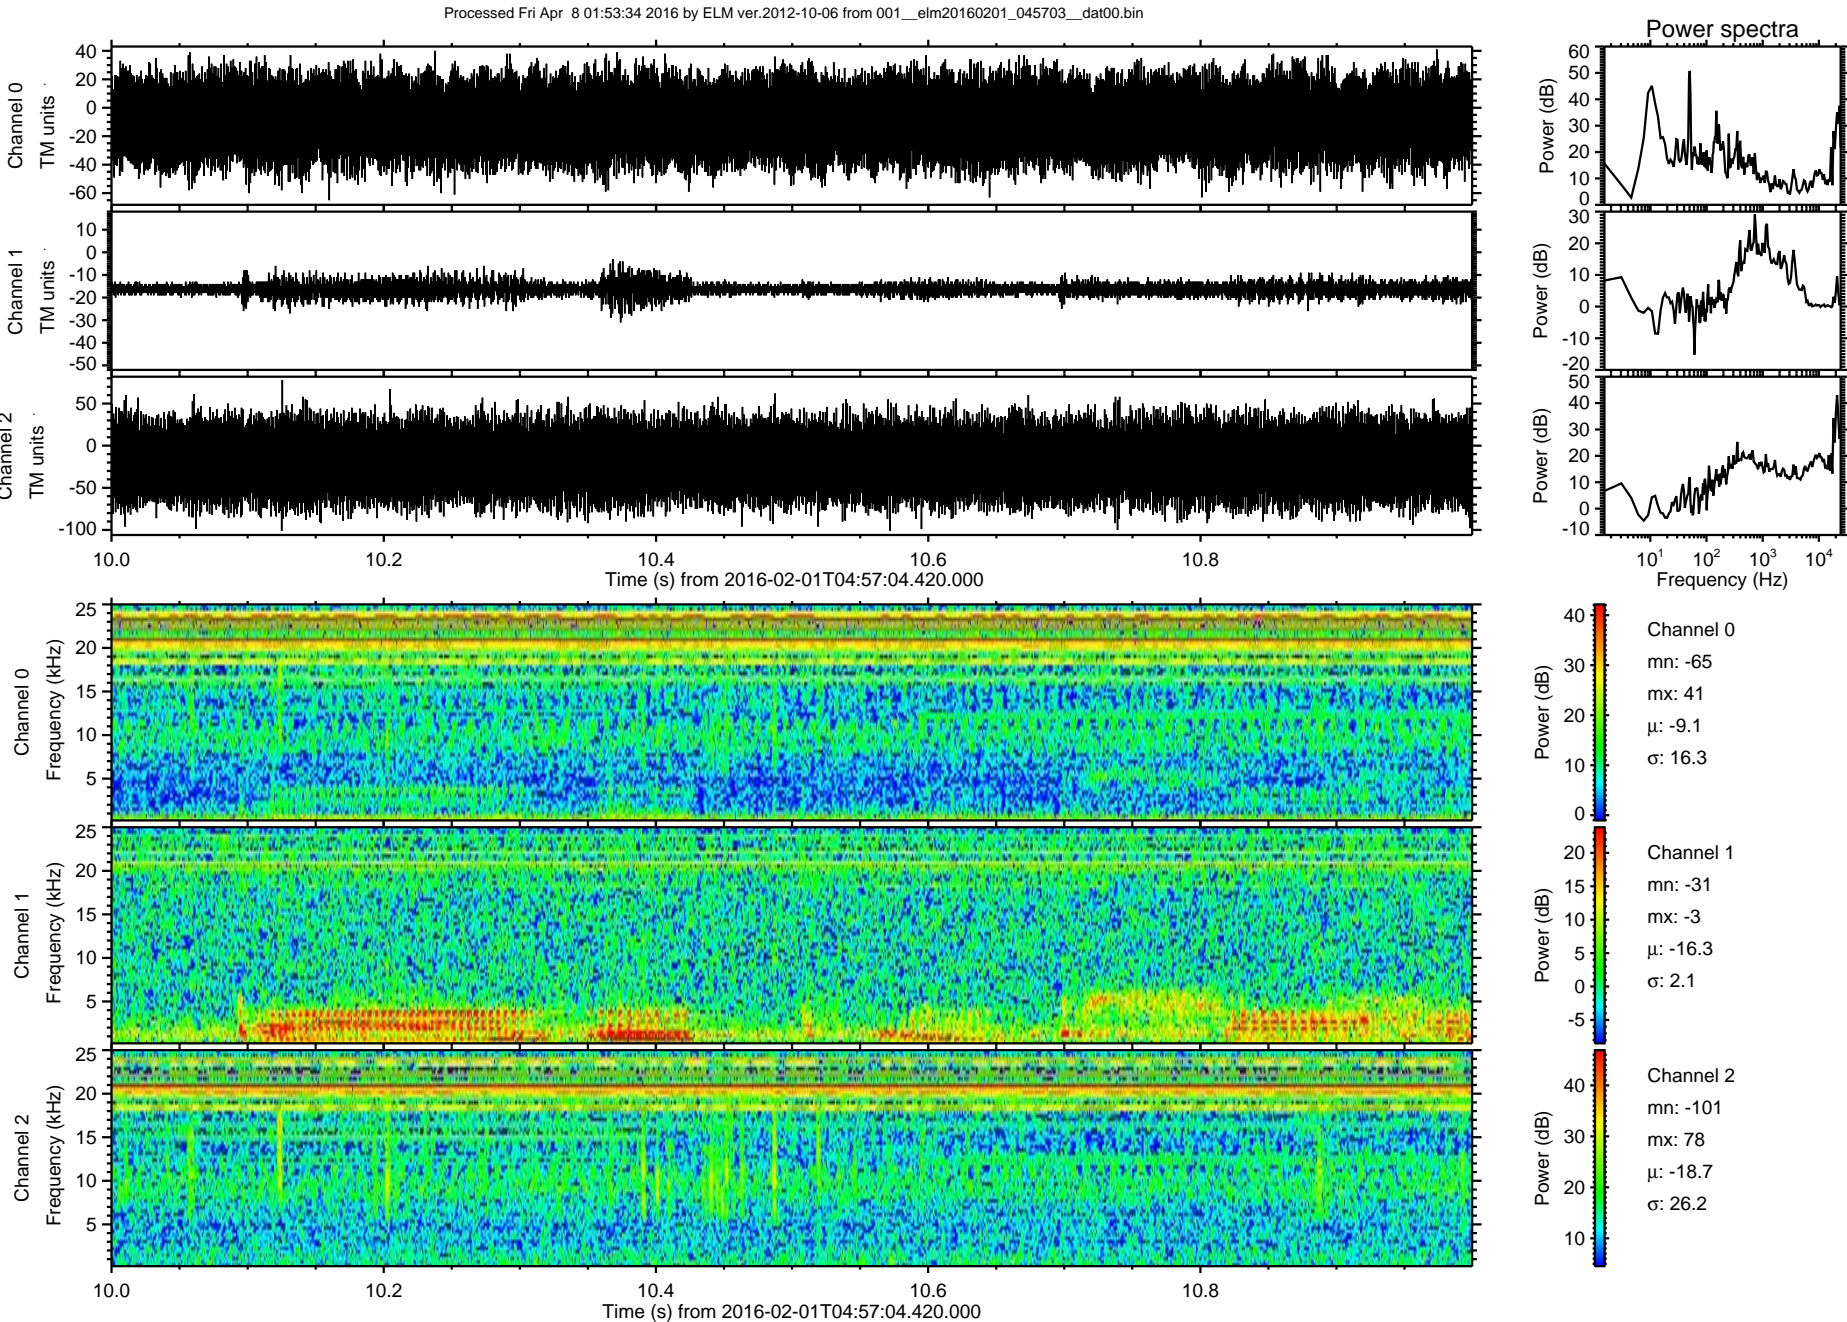 Processed Fri Apr  8 01:53:34 2016 by ELM ver.2012-10-06 from 001__elm20160201_045703__dat00.bin
Power spectra
Channel 0
TM units
40
20
0
-20
-40
-60
Power (dB)
60
50
40
30
20
10
0
Channel 1
TM units
10
0
-10
-20
-30
-40
-50
Power (dB)
30
20
10
0
-10
-20
Channel 2
TM units
50
0
-50
-100
Power (dB)
50
40
30
20
10
0
-10
10.0 10.2 10.4 10.6 10.8
Time (s) from 2016-02-01T04:57:04.420.000
10¹ 10² 10³ 10⁴
Frequency (Hz)
Channel 0
Frequency (kHz)
25
20
15
10
5
Power (dB)
40
30
20
10
0
Channel 0
mn: -65
mx: 41
μ: -9.1
σ: 16.3
Channel 1
Frequency (kHz)
25
20
15
10
5
Power (dB)
20
15
10
5
0
-5
Channel 1
mn: -31
mx: -3
μ: -16.3
σ: 2.1
Channel 2
Frequency (kHz)
25
20
15
10
5
Power (dB)
40
30
20
10
Channel 2
mn: -101
mx: 78
μ: -18.7
σ: 26.2
10.0 10.2 10.4 10.6 10.8
Time (s) from 2016-02-01T04:57:04.420.000